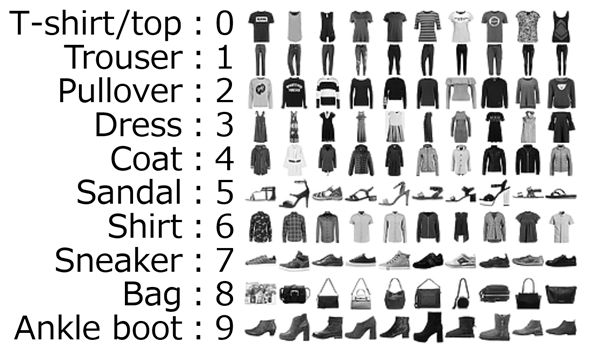 T-shirt/top : 0
Trouser : 1
Pullover : 2
Dress : 3
Coat : 4
Sandal : 5
Shirt : 6
Sneaker : 7
Bag : 8
Ankle boot : 9